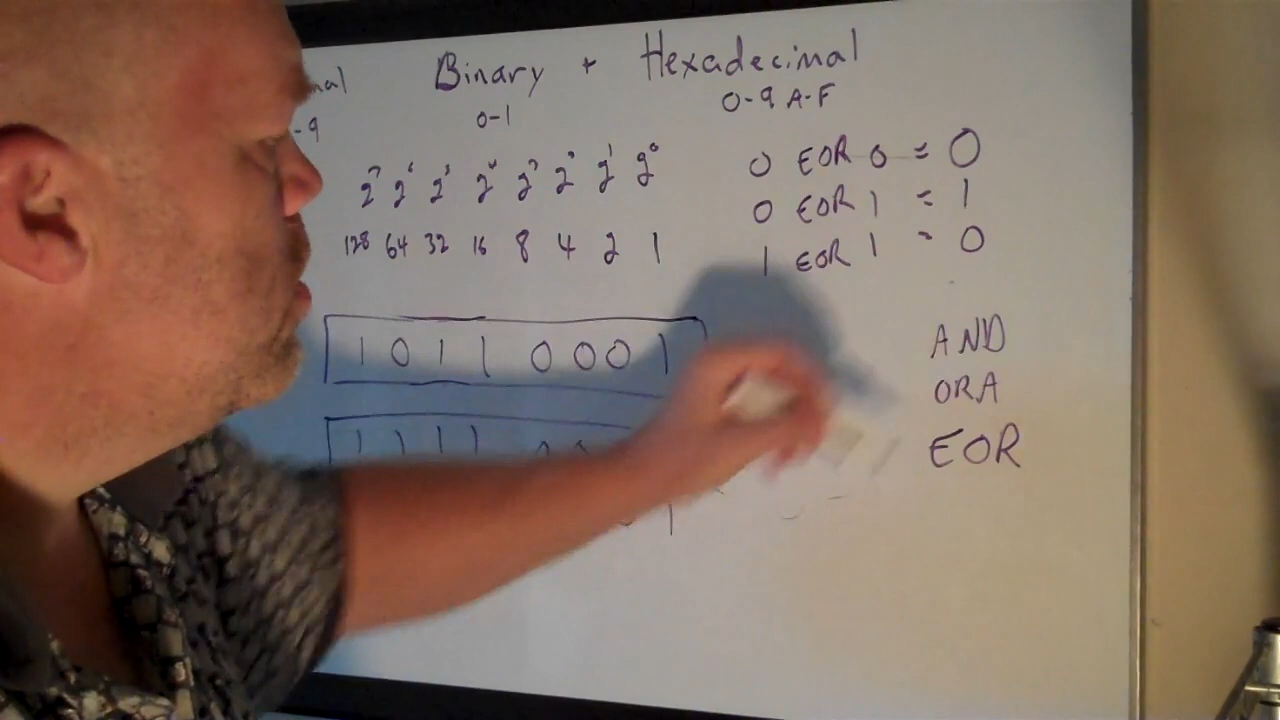 nal Binary + Hexadecimal
-9 0-1 0-9 A-F
2⁷ 2⁶ 2⁵ 2⁴ 2³ 2² 2¹ 2⁰
128 64 32 16 8 4 2 1
0 EOR 0 = 0
0 EOR 1 = 1
1 EOR 1 = 0
1 0 1 1 0 0 0 1
1 1 1 1
1
AND
ORA
EOR